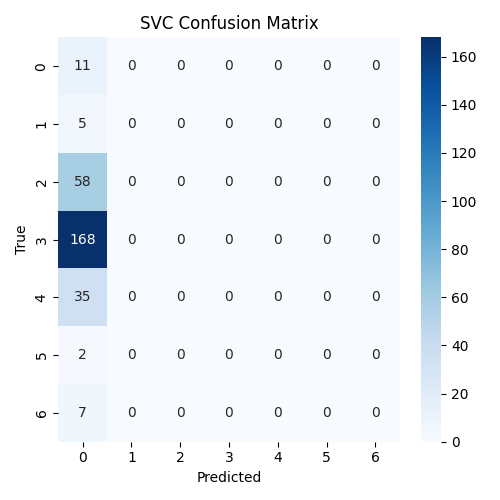 SVC Confusion Matrix
0 11 0 0 0 0 0 0
1 5 0 0 0 0 0 0
2 58 0 0 0 0 0 0
3 168 0 0 0 0 0 0
4 35 0 0 0 0 0 0
5 2 0 0 0 0 0 0
6 7 0 0 0 0 0 0
True
0 1 2 3 4 5 6
Predicted
160
140
120
100
80
60
40
20
0